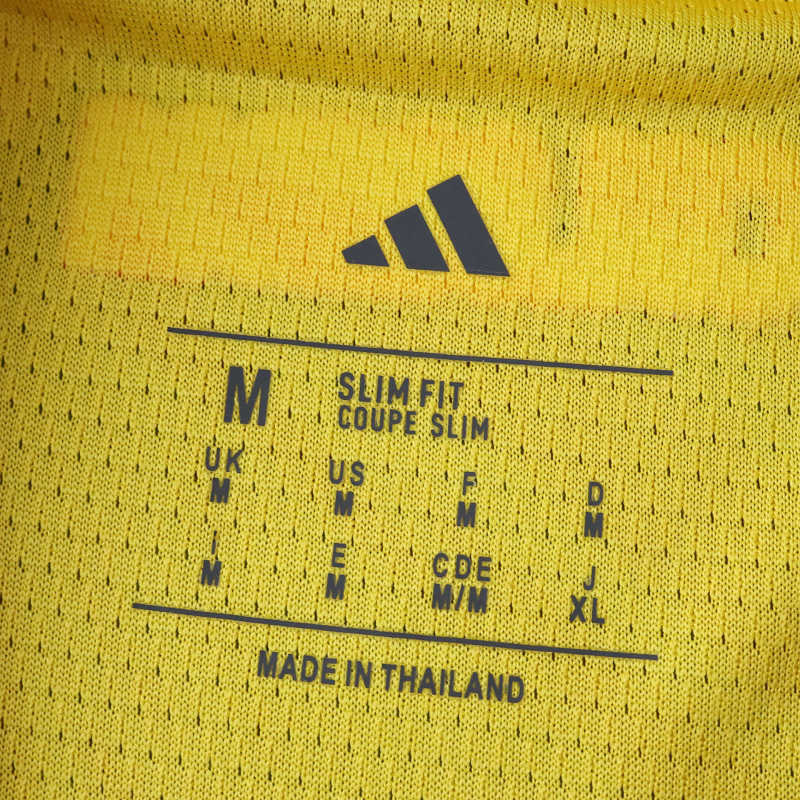 M
SLIM FIT
COUPE SLIM
UK US F D
M M M M
I E CDE J
M M M/M XL
MADE IN THAILAND